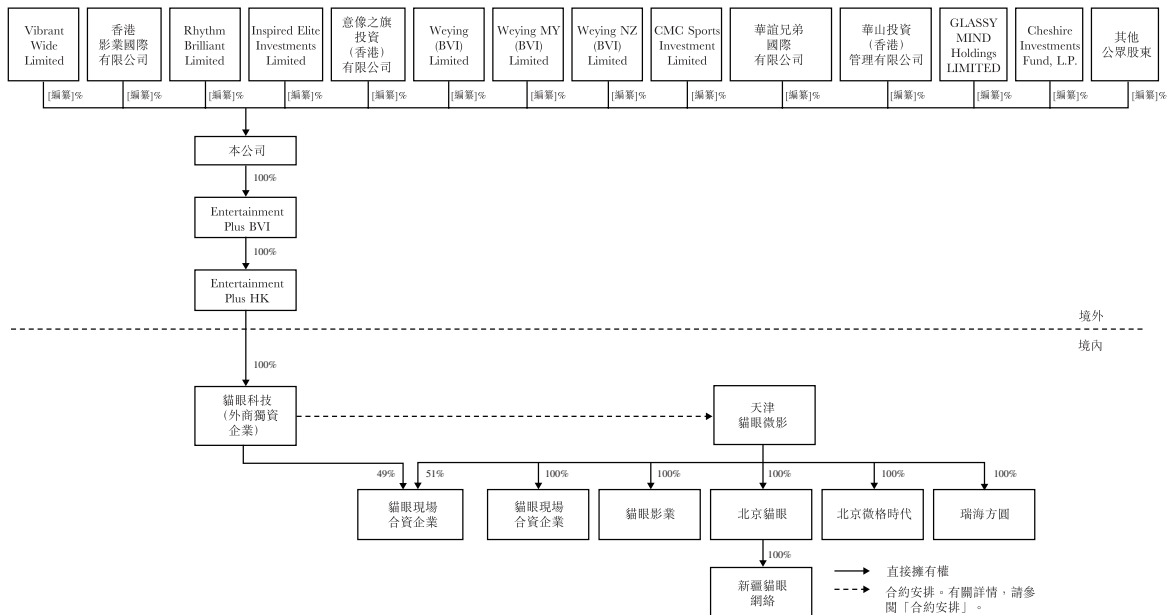 Vibrant
Wide
Limited
香港
影業國際
有限公司
Rhythm
Brilliant
Limited
Inspired Elite
Investments
Limited
意像之旗
投資
(香港)
有限公司
Weying
(BVI)
Limited
Weying MY
(BVI)
Limited
Weying NZ
(BVI)
Limited
CMC Sports
Investment
Limited
華誼兄弟
國際
有限公司
華山投資
(香港)
管理有限公司
GLASSY
MIND
Holdings
LIMITED
Cheshire
Investments
Fund, L.P.
其他
公眾股東
[編纂]%
[編纂]%
[編纂]%
[編纂]%
[編纂]%
[編纂]%
[編纂]%
[編纂]%
[編纂]%
[編纂]%
[編纂]%
[編纂]%
[編纂]%
[編纂]%
本公司
100%
Entertainment
Plus BVI
100%
Entertainment
Plus HK
境外
境內
100%
貓眼科技
(外商獨資
企業)
天津
貓眼微影
49%
51%
100%
100%
100%
100%
100%
貓眼現場
合資企業
貓眼現場
合資企業
貓眼影業
北京貓眼
北京微格時代
瑞海方圓
100%
新疆貓眼
網絡
直接擁有權
合約安排。有關詳情，請參
閱「合約安排」。